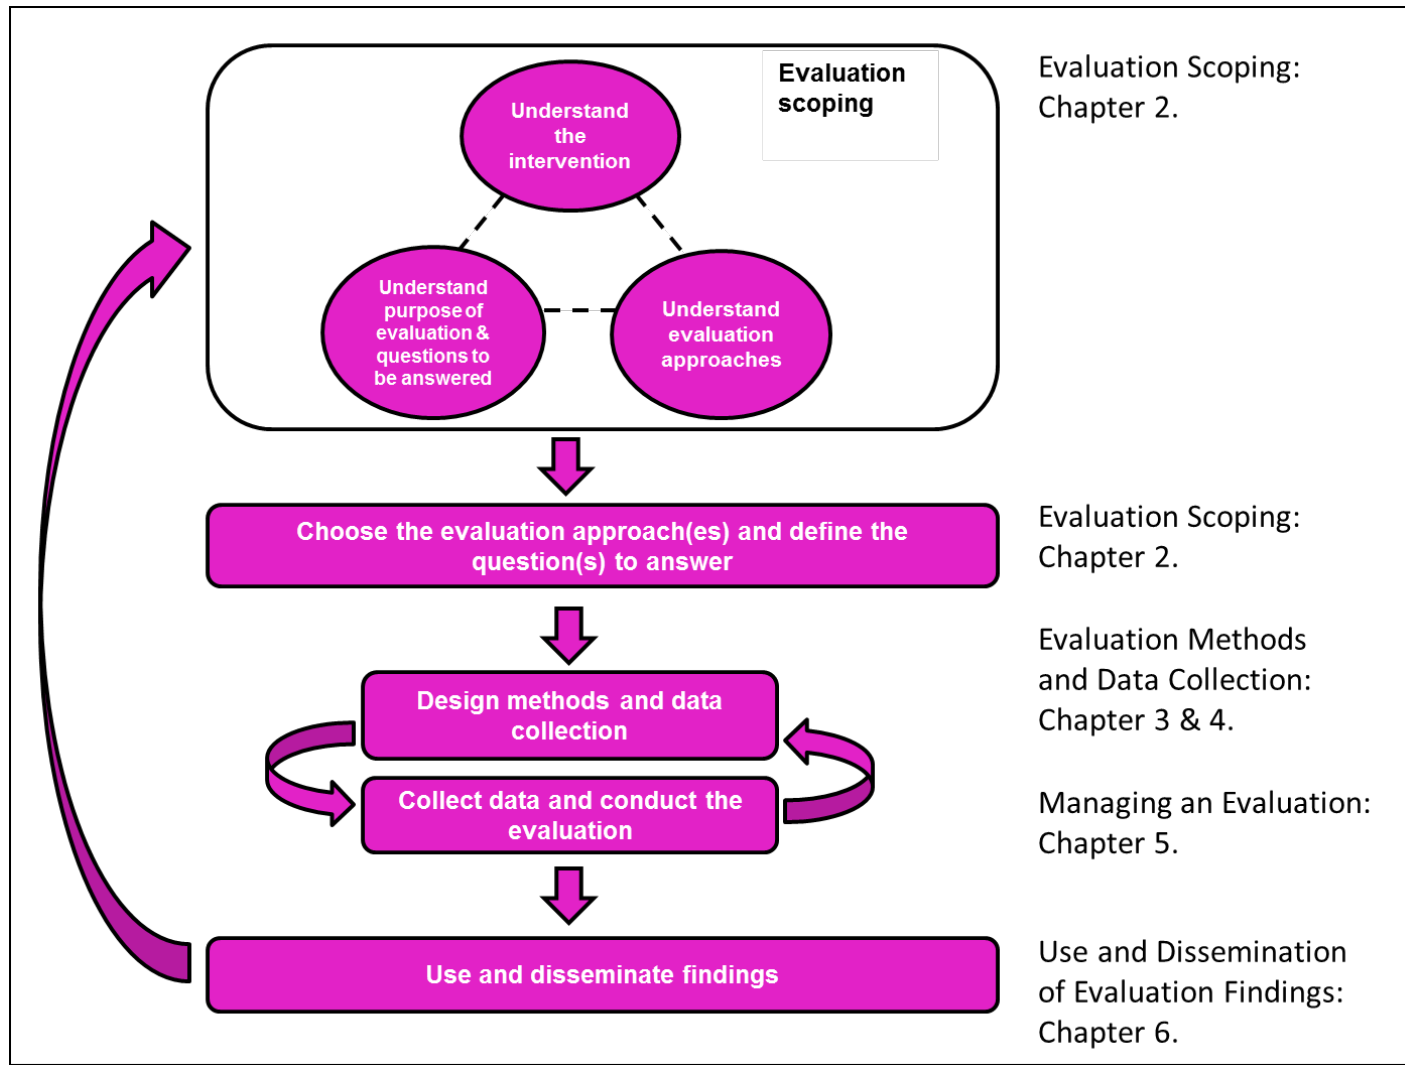 Evaluation
scoping
Understand
the
intervention
Understand
purpose of
evaluation &
questions to
be answered
Understand
evaluation
approaches
Evaluation Scoping:
Chapter 2.
Choose the evaluation approach(es) and define the
question(s) to answer
Evaluation Scoping:
Chapter 2.
Design methods and data
collection
Evaluation Methods
and Data Collection:
Chapter 3 & 4.
Collect data and conduct the
evaluation
Managing an Evaluation:
Chapter 5.
Use and disseminate findings
Use and Dissemination
of Evaluation Findings:
Chapter 6.